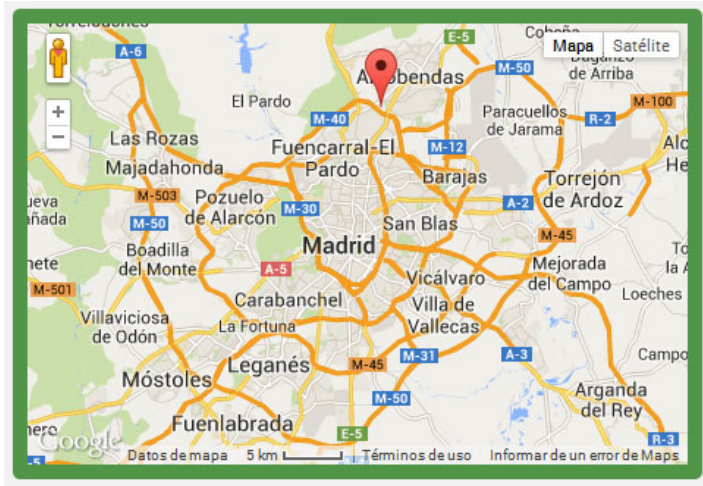 E-5
A-6
Mapa
Satélite
M-50
de Arriba
El Pardo
M-100
Paracuellos
de Jarama
R-2
M-40
Las Rozas
Fuencarral-El
Pardo
M-12
Majadahonda
Barajas
Torrejón
de Ardoz
M-503
Pozuelo
de Alarcón
M-30
A-2
M-50
San Blas
M-45
Boadilla
del Monte
Madrid
A-5
Mejorada
del Campo
Vicálvaro
M-501
Loeches
Carabanchel
Villa de
Vallecas
Villaviciosa
de Odón
La Fortuna
M-31
A-3
Leganés
M-45
Campo
Móstoles
M-50
Arganda
del Rey
Fuenlabrada
E-5
R-3
Google
Datos de mapa
5 km
Términos de uso
Informar de un error de Maps